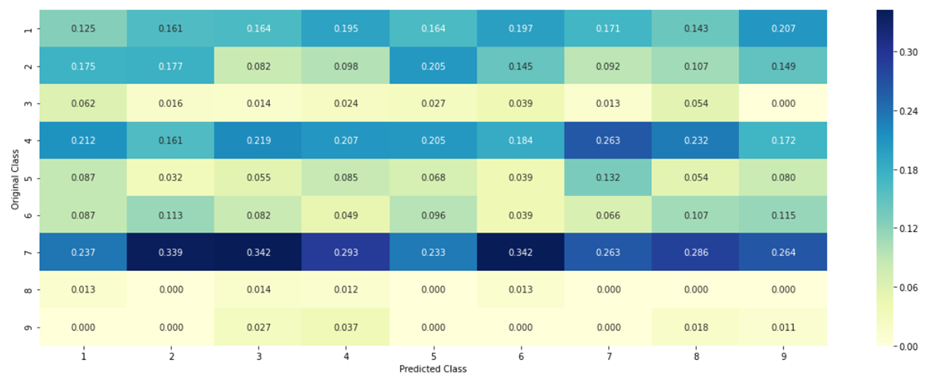 1 0.125 0.161 0.164 0.195 0.164 0.197 0.171 0.143 0.207
2 0.175 0.177 0.082 0.098 0.205 0.145 0.092 0.107 0.149
3 0.062 0.016 0.014 0.024 0.027 0.039 0.013 0.054 0.000
4 0.212 0.161 0.219 0.207 0.205 0.184 0.263 0.232 0.172
5 0.087 0.032 0.055 0.085 0.068 0.039 0.132 0.054 0.080
6 0.087 0.113 0.082 0.049 0.096 0.039 0.066 0.107 0.115
7 0.237 0.339 0.342 0.293 0.233 0.342 0.263 0.286 0.264
8 0.013 0.000 0.014 0.012 0.000 0.013 0.000 0.000 0.000
9 0.000 0.000 0.027 0.037 0.000 0.000 0.000 0.018 0.011
1 2 3 4 5 6 7 8 9
Predicted Class
Original Class
0.30
0.24
0.18
0.12
0.06
0.00